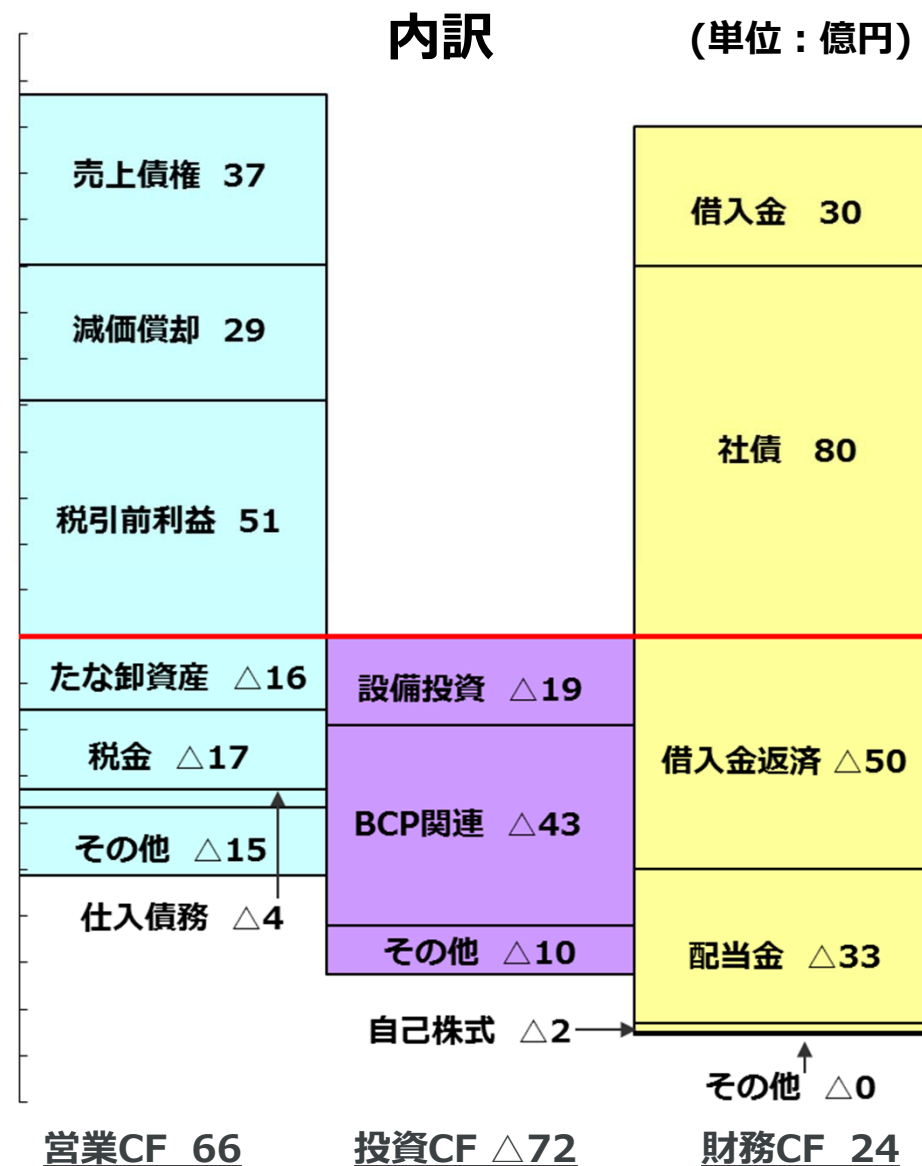 内訳 (単位：億円)
売上債権 37
減価償却 29
税引前利益 51
たな卸資産 △16
税金 △17
その他 △15
仕入債務 △4
設備投資 △19
BCP関連 △43
その他 △10
借入金 30
社債 80
借入金返済 △50
配当金 △33
自己株式 △2
その他 △0
営業CF 66 投資CF △72 財務CF 24